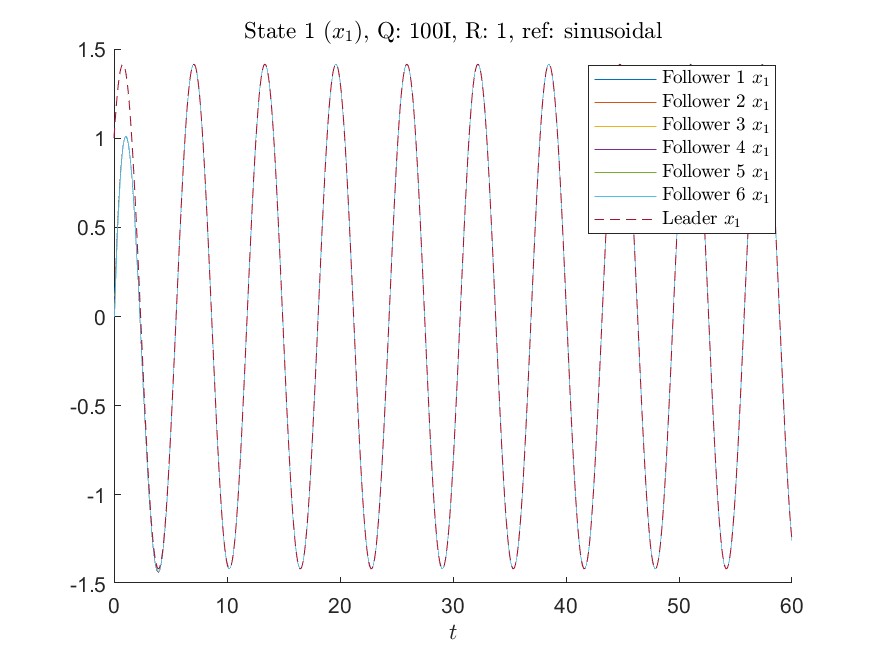 State 1 (x₁), Q: 100I, R: 1, ref: sinusoidal
1.5
1
0.5
0
-0.5
-1
-1.5
Follower 1 x₁
Follower 2 x₁
Follower 3 x₁
Follower 4 x₁
Follower 5 x₁
Follower 6 x₁
Leader x₁
0 10 20 30 40 50 60
t